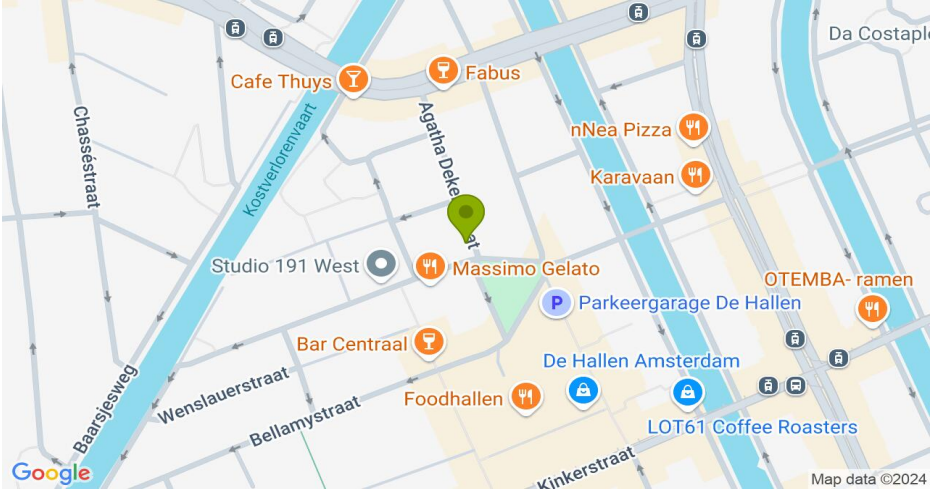 Da Costaple
Fabus
Cafe Thuys
Chasséstraat
Kostverlorenvaart
Agatha Deke
at
nNea Pizza
Karavaan
Studio 191 West
Massimo Gelato
OTEMBA- ramen
P
Parkeergarage De Hallen
Bar Centraal
De Hallen Amsterdam
Baarsjesweg
Wenslauerstraat
Foodhallen
Bellamystraat
LOT61 Coffee Roasters
Kinkerstraat
Google
Map data ©2024